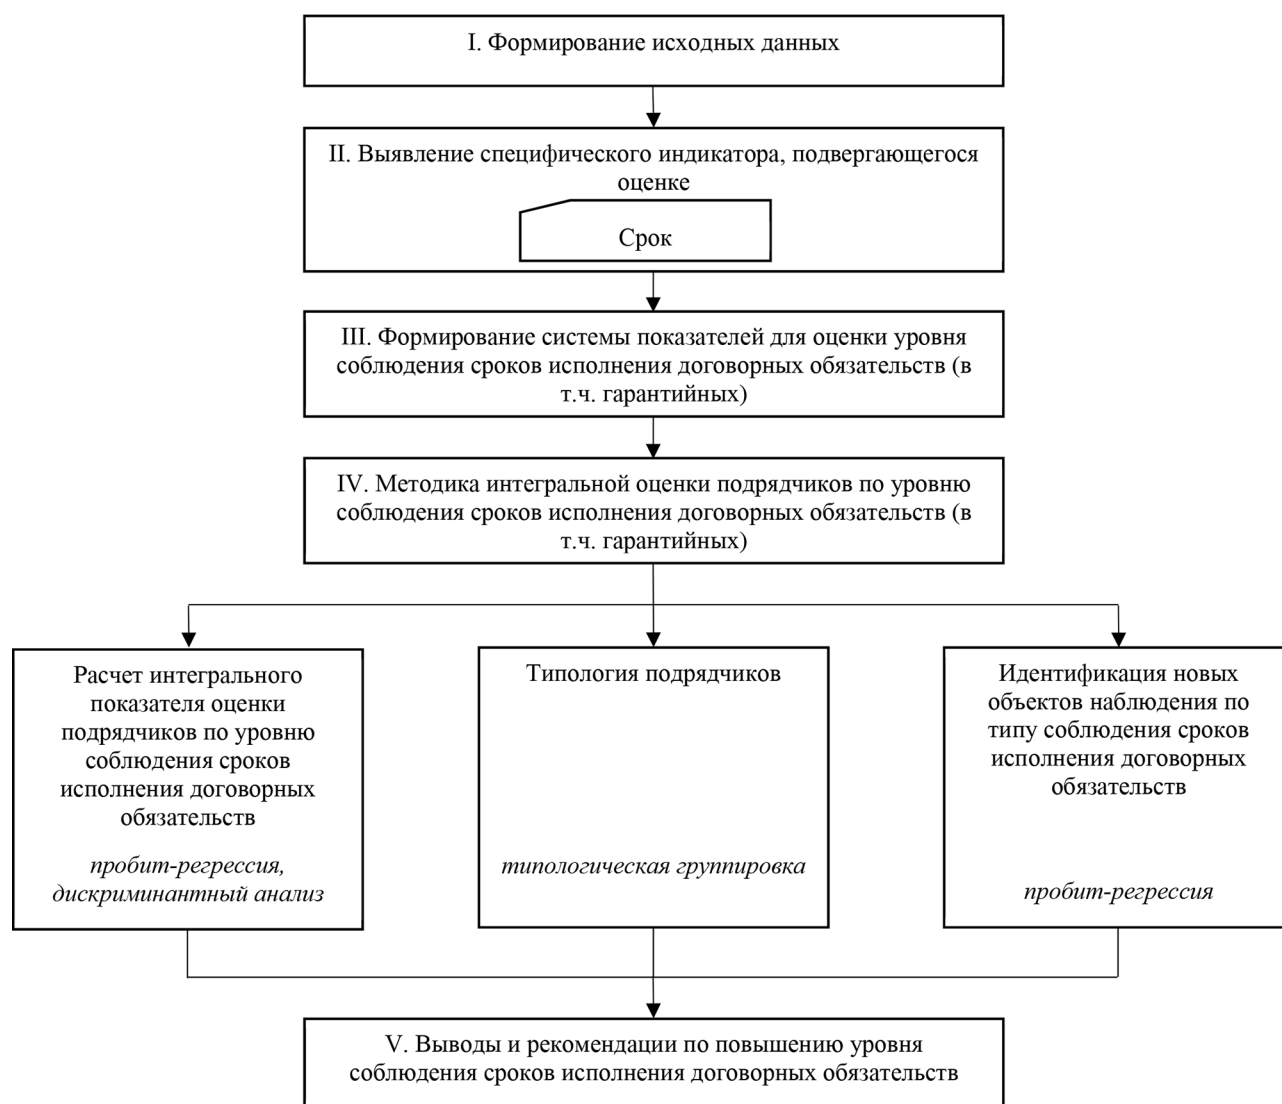 I. Формирование исходных данных
II. Выявление специфического индикатора, подвергающегося
оценке
Срок
III. Формирование системы показателей для оценки уровня
соблюдения сроков исполнения договорных обязательств (в
т.ч. гарантийных)
IV. Методика интегральной оценки подрядчиков по уровню
соблюдения сроков исполнения договорных обязательств (в
т.ч. гарантийных)
Расчет интегрального
показателя оценки
подрядчиков по уровню
соблюдения сроков
исполнения договорных
обязательств
пробит-регрессия,
дискриминантный анализ
Типология подрядчиков
типологическая группировка
Идентификация новых
объектов наблюдения по
типу соблюдения сроков
исполнения договорных
обязательств
пробит-регрессия
V. Выводы и рекомендации по повышению уровня
соблюдения сроков исполнения договорных обязательств